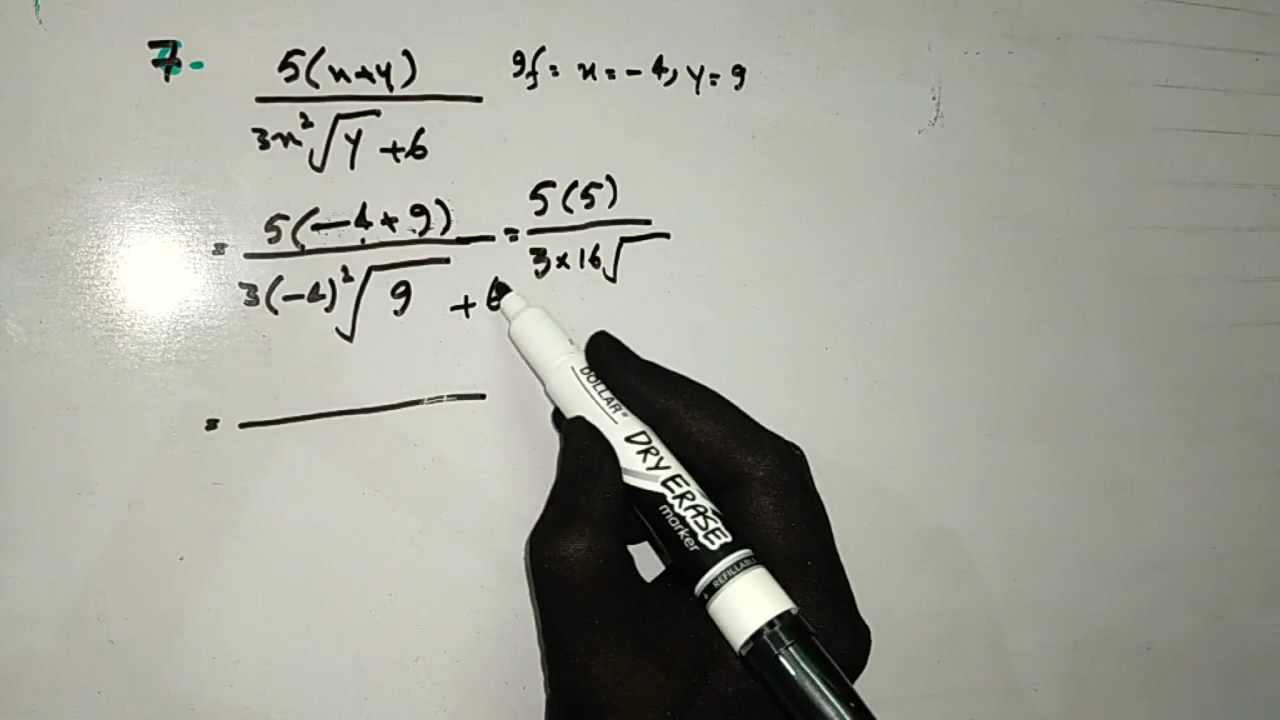 7. 5(x+y) / 3x²√y +6 9f = x = -4, y = 9
= 5(-4+9) / 3(-4)²√9 + 6 = 5(5) / 3×16√
=
DOLLAR®
DRY ERASE
marker
REFILLABLE